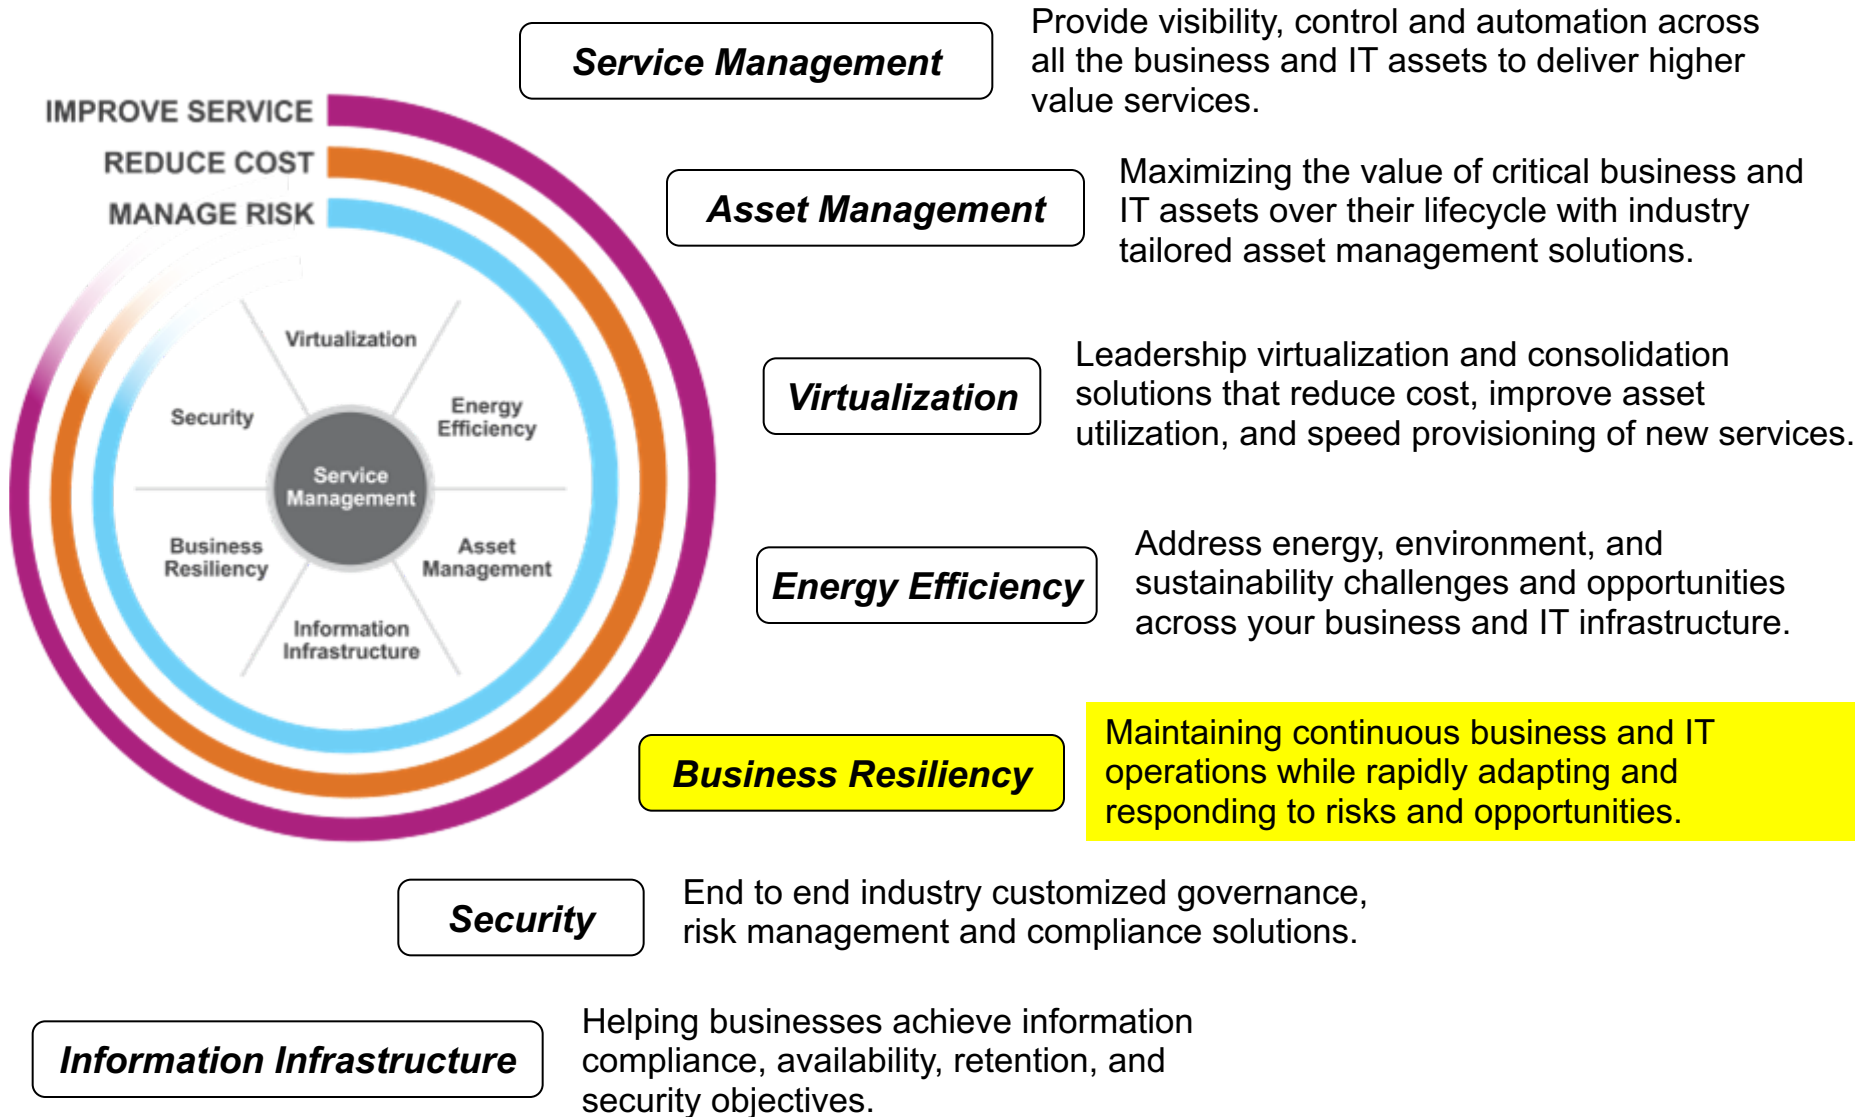 Service Management
Provide visibility, control and automation across
all the business and IT assets to deliver higher
value services.
IMPROVE SERVICE
REDUCE COST
MANAGE RISK
Asset Management
Maximizing the value of critical business and
IT assets over their lifecycle with industry
tailored asset management solutions.
Virtualization
Energy
Efficiency
Security
Service
Management
Business
Resiliency
Asset
Management
Information
Infrastructure
Virtualization
Leadership virtualization and consolidation
solutions that reduce cost, improve asset
utilization, and speed provisioning of new services.
Energy Efficiency
Address energy, environment, and
sustainability challenges and opportunities
across your business and IT infrastructure.
Business Resiliency
Maintaining continuous business and IT
operations while rapidly adapting and
responding to risks and opportunities.
Security
End to end industry customized governance,
risk management and compliance solutions.
Information Infrastructure
Helping businesses achieve information
compliance, availability, retention, and
security objectives.